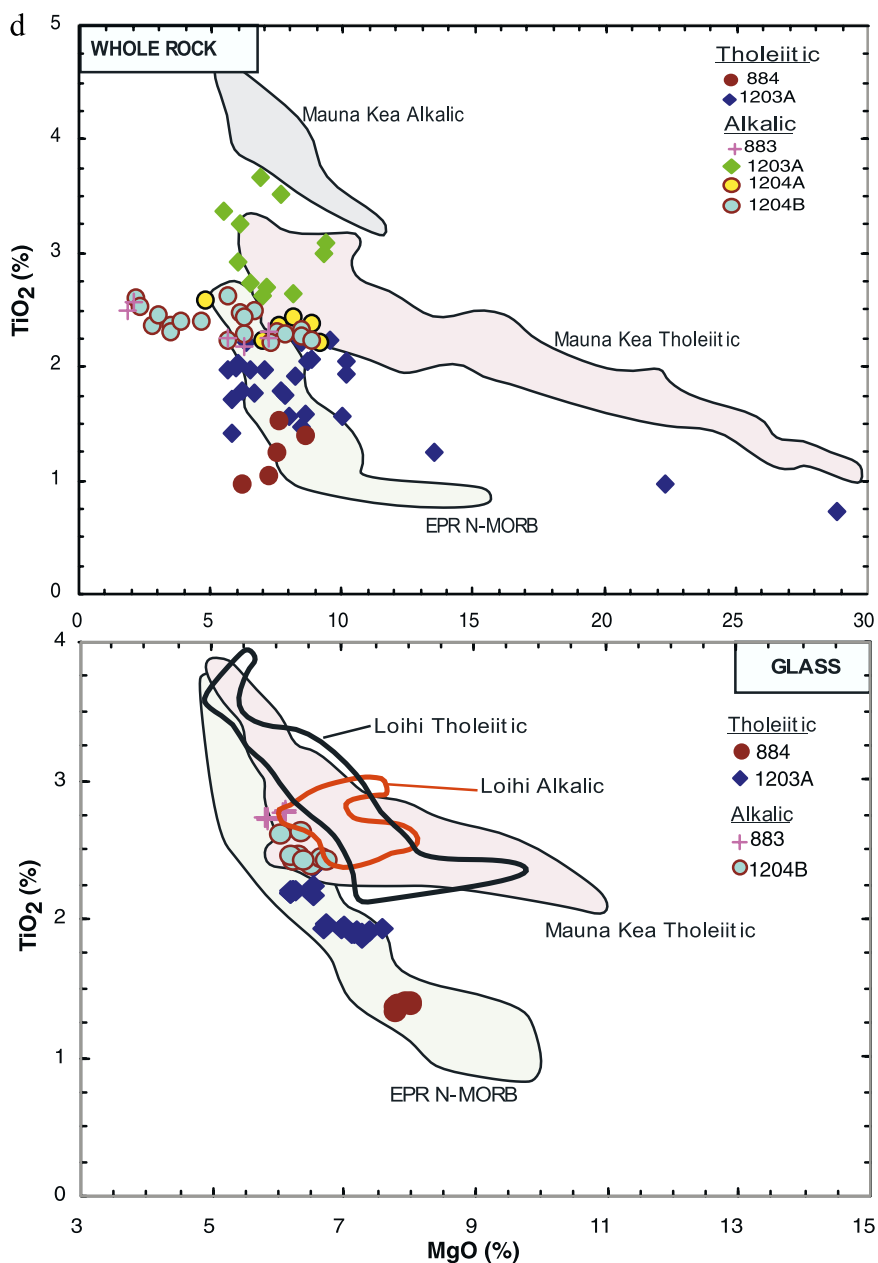 d
5
WHOLE ROCK
Tholeiitic
884
1203A
Alkalic
883
1203A
1204A
1204B
Mauna Kea Alkalic
4
3
2
1
0
TiO2 (%)
Mauna Kea Tholeiitic
EPR N-MORB
0 5 10 15 20 25 30
4
GLASS
Tholeiitic
884
1203A
Alkalic
883
1204B
Loihi Tholeiitic
Loihi Alkalic
3
2
1
0
TiO2 (%)
Mauna Kea Tholeiitic
EPR N-MORB
3 5 7 9 11 13 15
MgO (%)